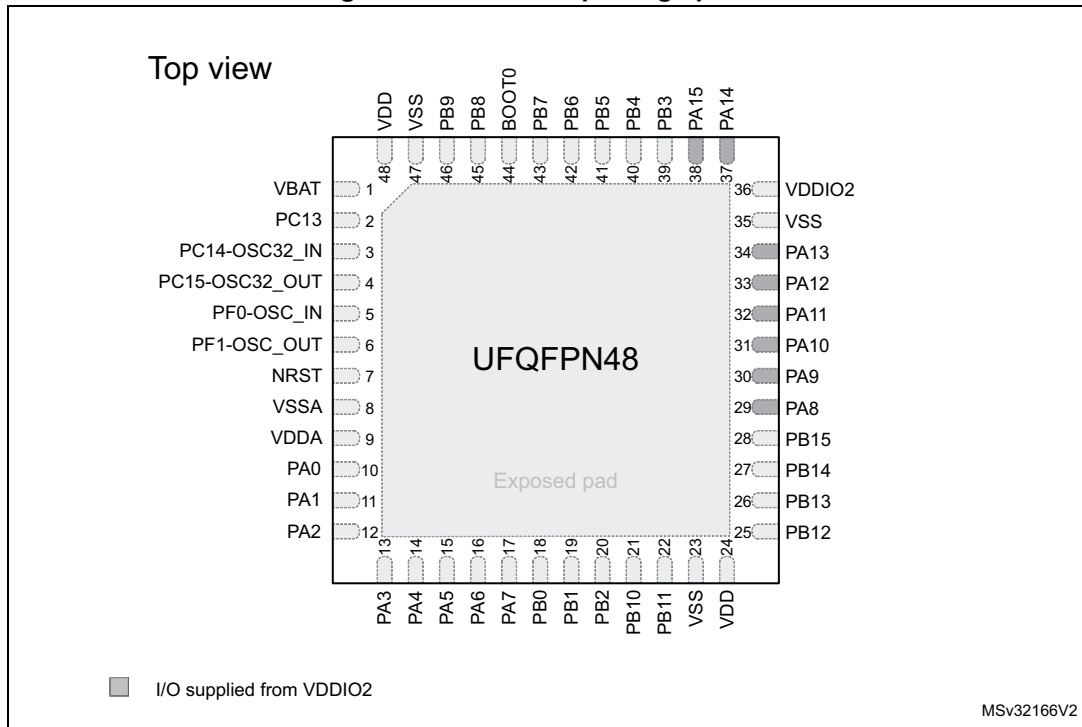 Top view
VDD
VSS
PB9
PB8
BOOT0
PB7
PB6
PB5
PB4
PB3
PA15
PA14
48
47
46
45
44
43
42
41
40
39
38
37
VBAT 1
PC13 2
PC14-OSC32_IN 3
PC15-OSC32_OUT 4
PF0-OSC_IN 5
PF1-OSC_OUT 6
NRST 7
VSSA 8
VDDA 9
PA0 10
PA1 11
PA2 12
36 VDDIO2
35 VSS
34 PA13
33 PA12
32 PA11
31 PA10
30 PA9
29 PA8
28 PB15
27 PB14
26 PB13
25 PB12
UFQFPN48
Exposed pad
13
14
15
16
17
18
19
20
21
22
23
24
PA3
PA4
PA5
PA6
PA7
PB0
PB1
PB2
PB10
PB11
VSS
VDD
I/O supplied from VDDIO2
MSv32166V2